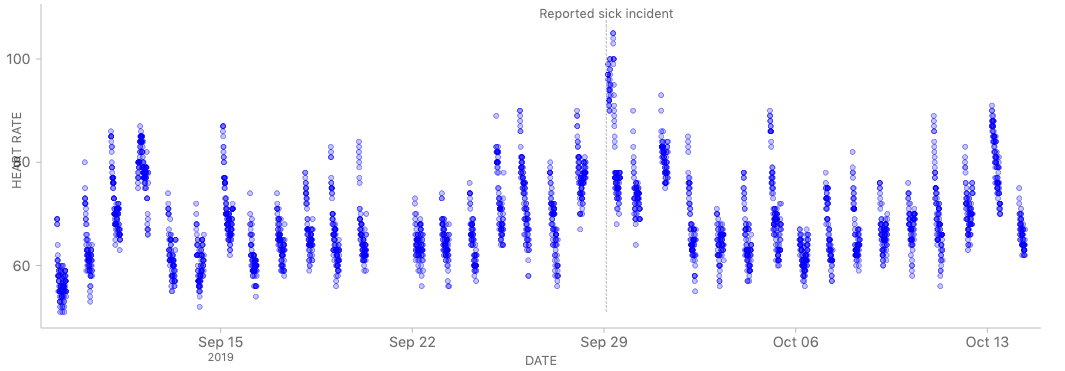 Reported sick incident
100
80
60
HEART RATE
Sep 15
2019
Sep 22
Sep 29
Oct 06
Oct 13
DATE